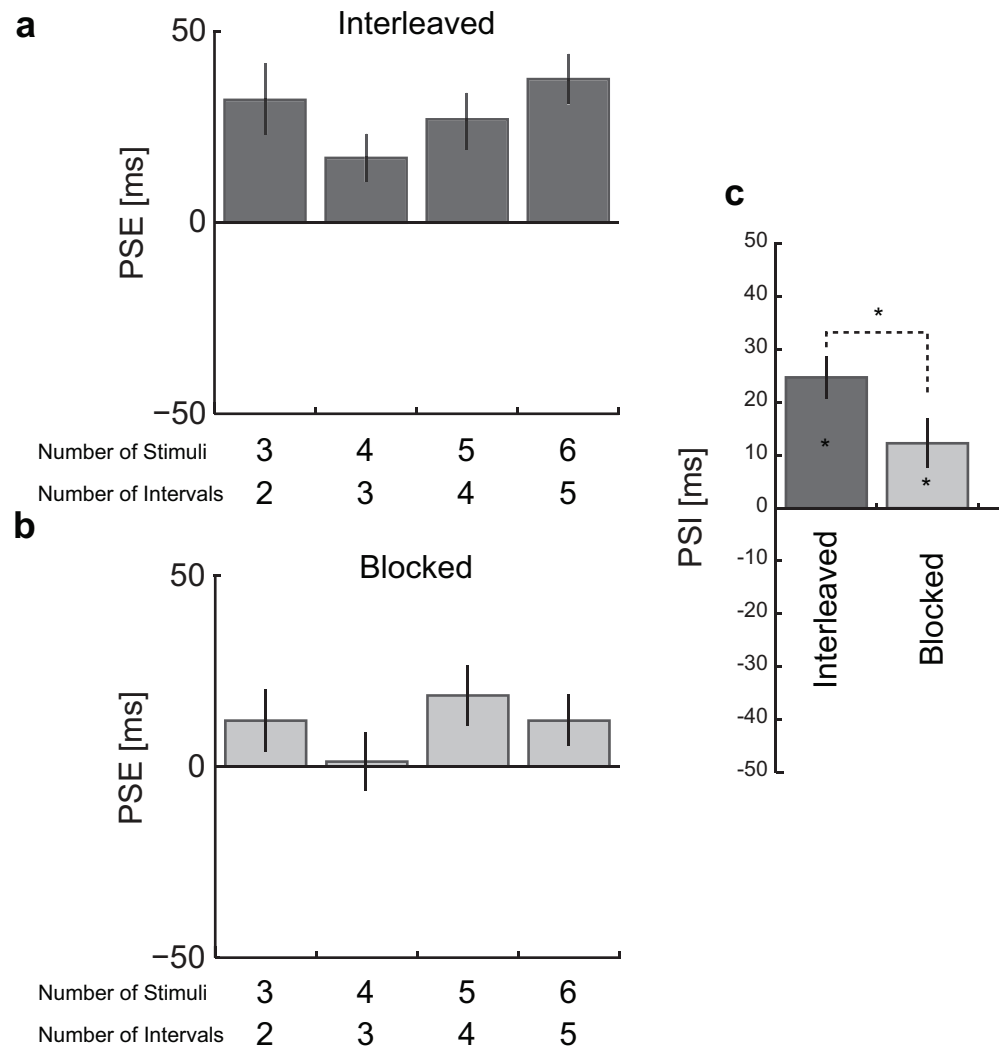 a
Interleaved
50
0
−50
PSE [ms]
Number of Stimuli 3 4 5 6
Number of Intervals 2 3 4 5
b
Blocked
50
0
−50
PSE [ms]
Number of Stimuli 3 4 5 6
Number of Intervals 2 3 4 5
c
50
40
30
20
10
0
-10
-20
-30
-40
-50
PSI [ms]
*
*
*
Interleaved
Blocked